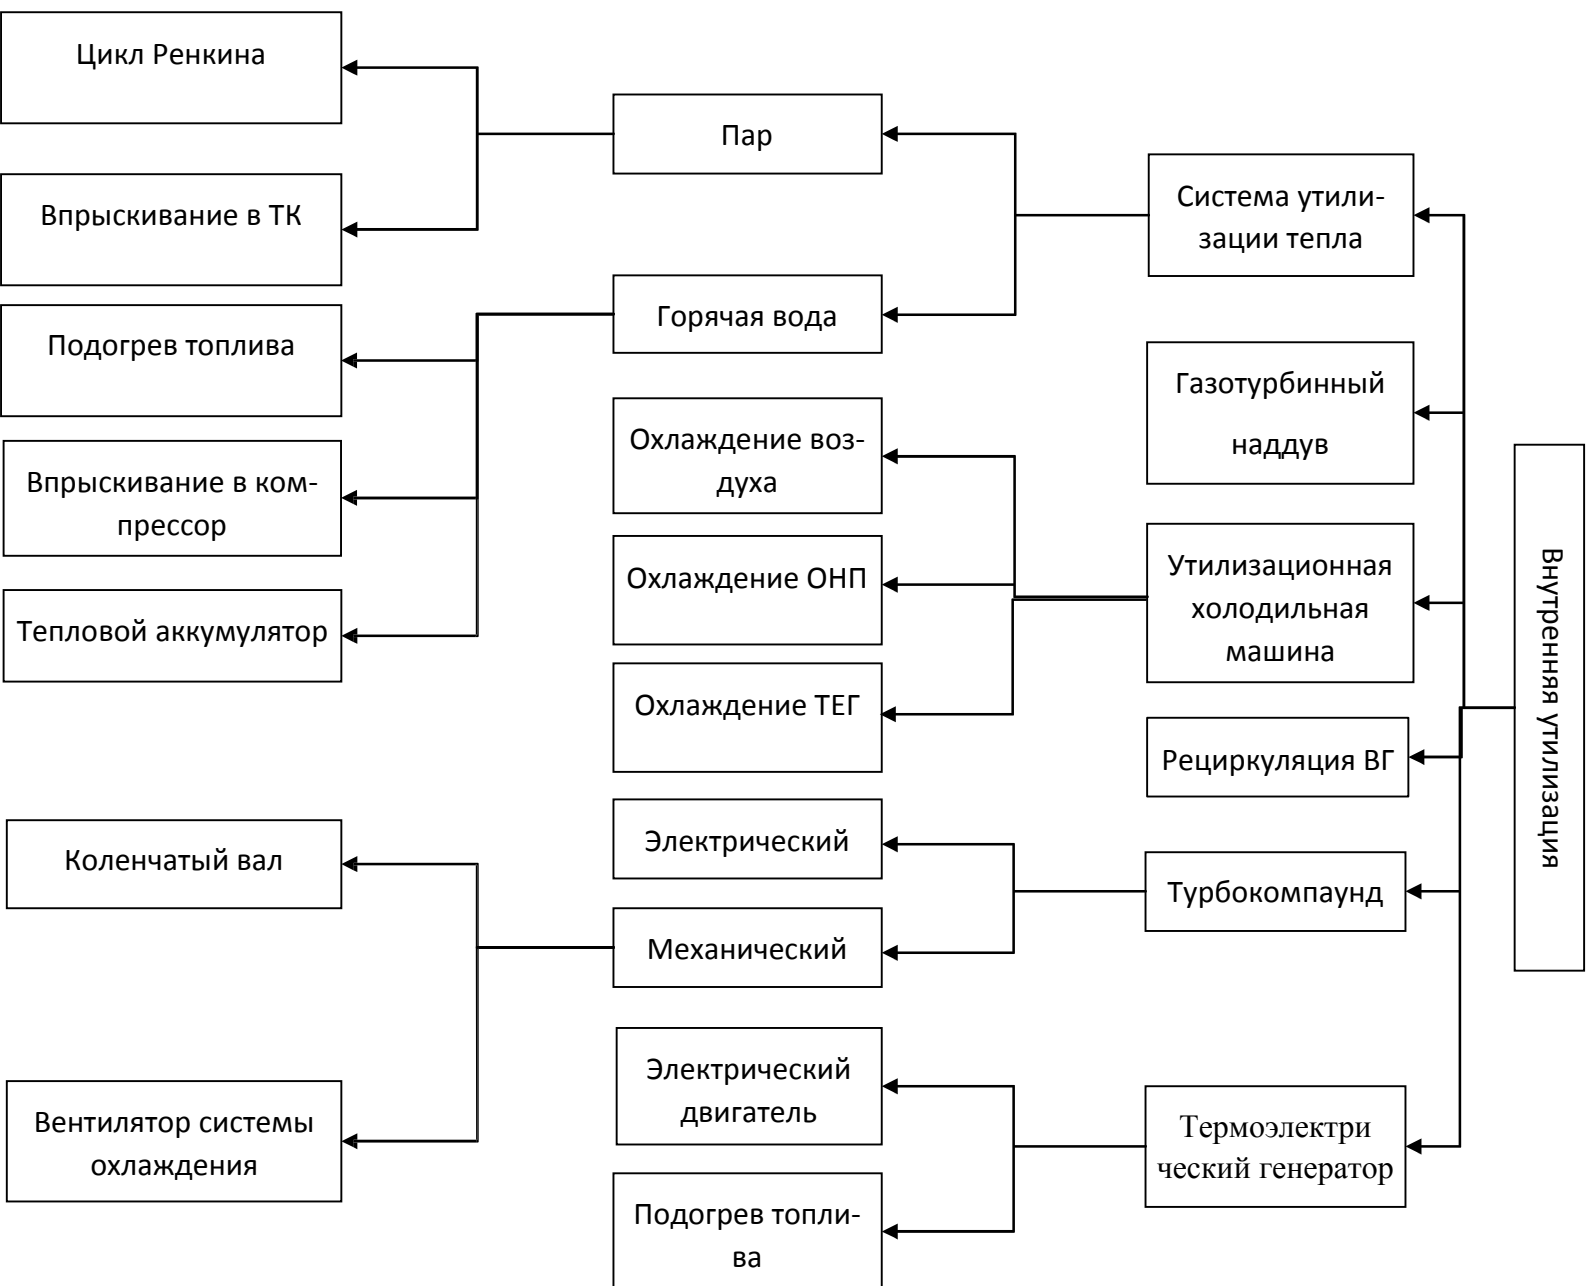 Цикл Ренкина
Впрыскивание в ТК
Подогрев топлива
Впрыскивание в ком-
прессор
Тепловой аккумулятор
Коленчатый вал
Вентилятор системы
охлаждения
Пар
Горячая вода
Охлаждение воз-
духа
Охлаждение ОНП
Охлаждение ТЕГ
Электрический
Механический
Электрический
двигатель
Подогрев топли-
ва
Система утили-
зации тепла
Газотурбинный
наддув
Утилизационная
холодильная
машина
Рециркуляция ВГ
Турбокомпаунд
Термоэлектри
ческий генератор
Внутренняя утилизация